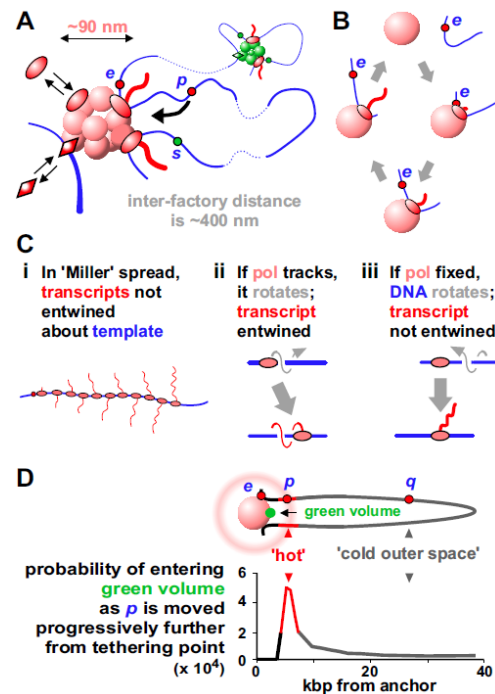 A
~90 nm
e
p
s
inter-factory distance
is ~400 nm
B
e
e
e
e
C
i In 'Miller' spread,
transcripts not
entwined
about template
ii If pol tracks,
it rotates;
transcript
entwined
iii If pol fixed,
DNA rotates;
transcript
not entwined
D
e
p
q
green volume
'hot'
'cold outer space'
probability of entering
green volume
as p is moved
progressively further
from tethering point
(x 10⁴)
6
4
2
0
0 20 40
kbp from anchor